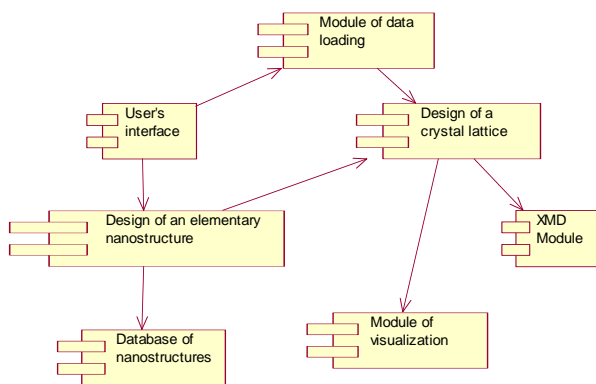 Module of data
loading
User's
interface
Design of a
crystal lattice
Design of an elementary
nanostructure
XMD
Module
Database of
nanostructures
Module of
visualization